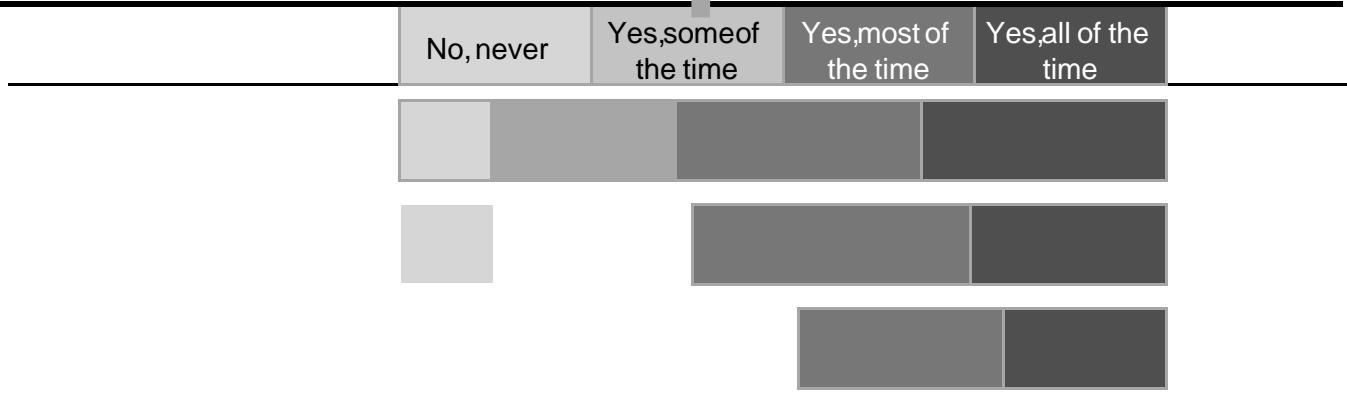 No, never
Yes,someof
the time
Yes,most of
the time
Yes,all of the
time